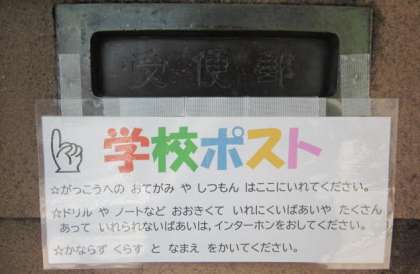 郵便受
学校ポスト
☆がっこうへの おてがみ や しつもん はここにいれてください。
☆ドリル や ノートなど おおきくて いれにくいばあいや たくさん
あって いれられないばあいは,インターホンをおしてください。
☆かならず くらす と なまえ をかいてください。